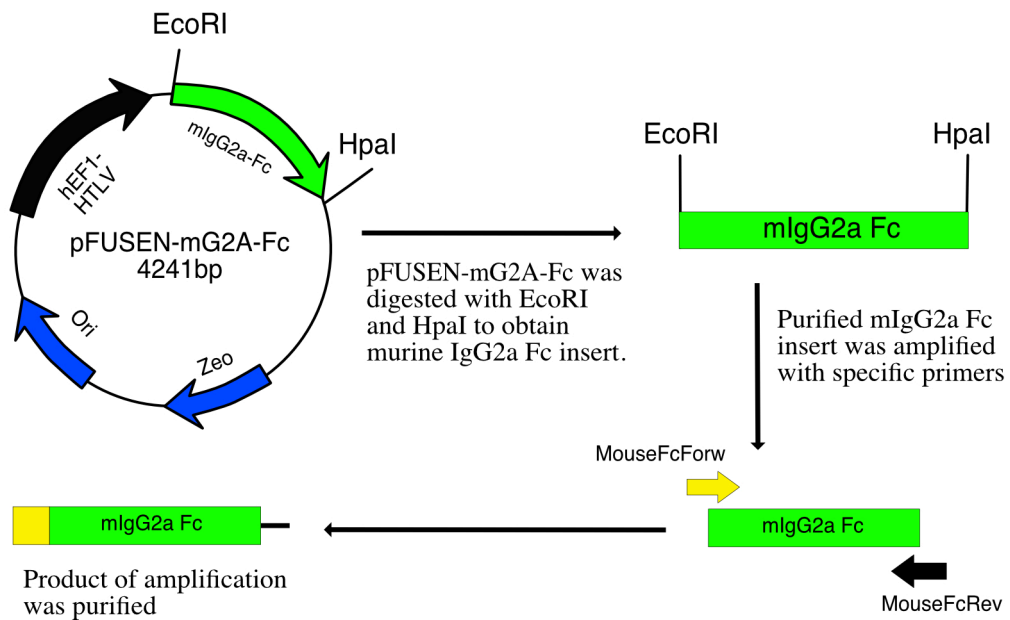 EcoRI
mIgG2a-Fc
HpaI
hEF1-
HTLV
pFUSEN-mG2A-Fc
4241bp
Ori
Zeo
pFUSEN-mG2A-Fc was
digested with EcoRI
and HpaI to obtain
murine IgG2a Fc insert.
EcoRI
HpaI
mIgG2a Fc
Purified mIgG2a Fc
insert was amplified
with specific primers
MouseFcForw
mIgG2a Fc
MouseFcRev
mIgG2a Fc
Product of amplification
was purified